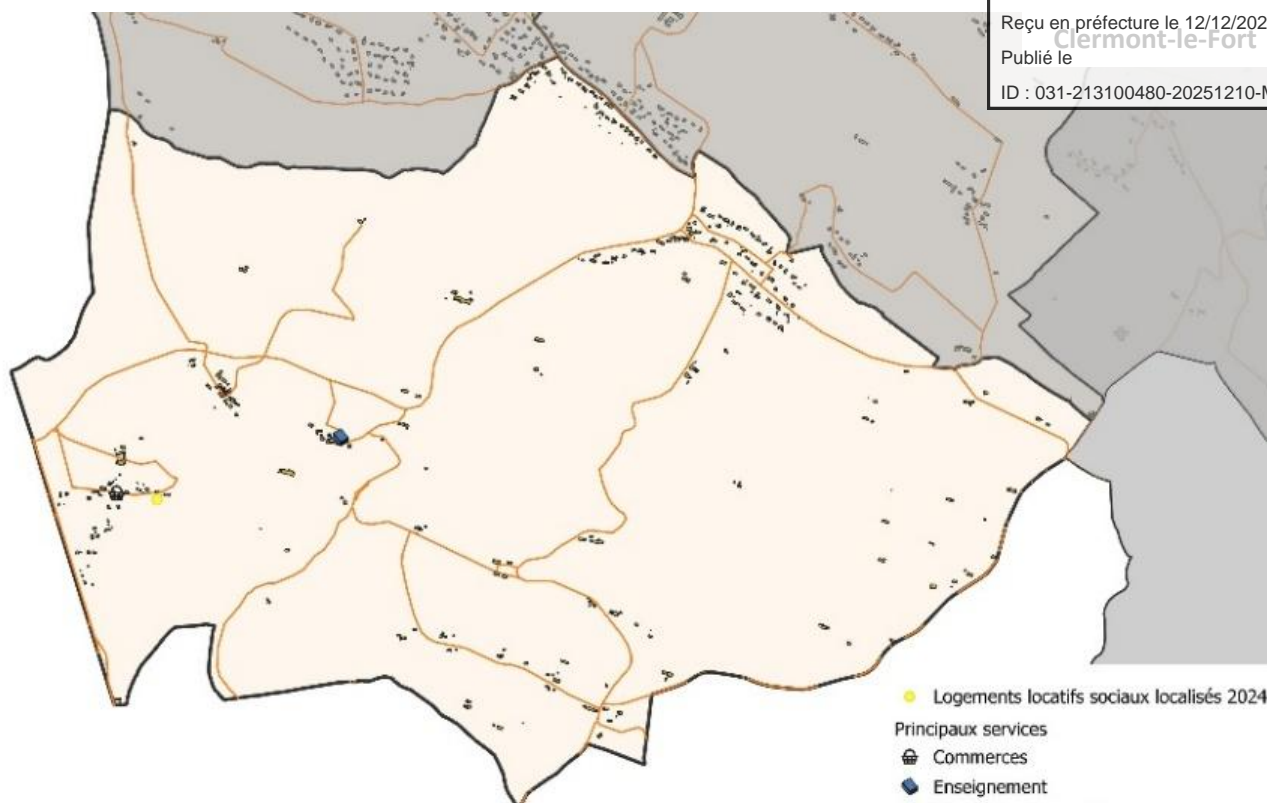 Reçu en préfecture le 12/12/202
Clermont-le-Fort
Publié le
ID : 031-213100480-20251210-M
Logements locatifs sociaux localisés 2024
Principaux services
Commerces
Enseignement